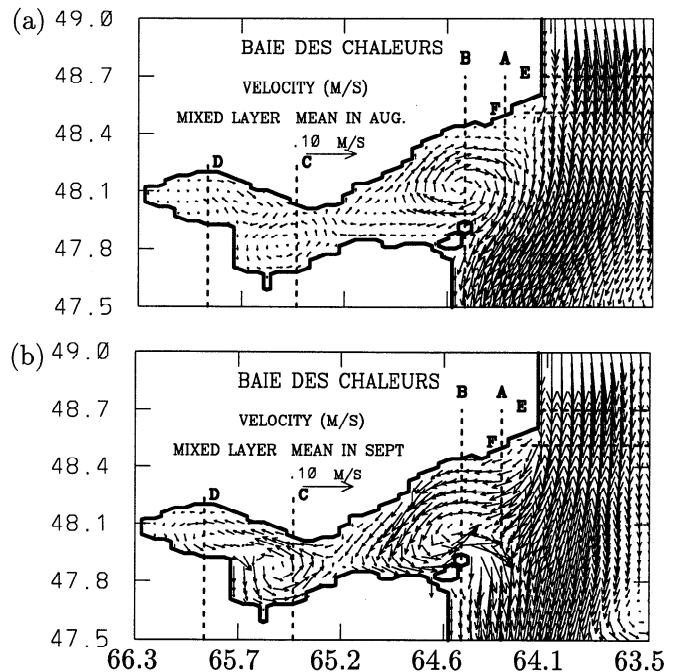 (a)
49.0
BAIE DES CHALEURS
B A
E
48.7
VELOCITY (M/S)
MIXED LAYER MEAN IN AUG.
F
48.4
.10 M/S
D C
48.1
47.8
47.5
(b)
49.0
BAIE DES CHALEURS
B A
E
48.7
VELOCITY (M/S)
MIXED LAYER MEAN IN SEPT
F
48.4
.10 M/S
D C
48.1
47.8
47.5
66.3 65.7 65.2 64.6 64.1 63.5